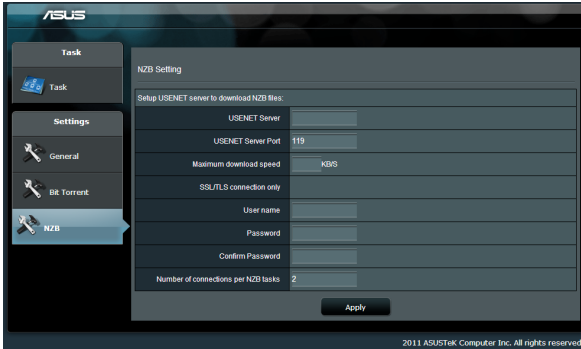 ASUS
Task
Task
Settings
General
Bit Torrent
NZB
NZB Setting
Setup USENET server to download NZB files:
USENET Server
USENET Server Port 119
Maximum download speed KB/S
SSL/TLS connection only
User name
Password
Confirm Password
Number of connections per NZB tasks 2
Apply
2011 ASUSTeK Computer Inc. All rights reserved